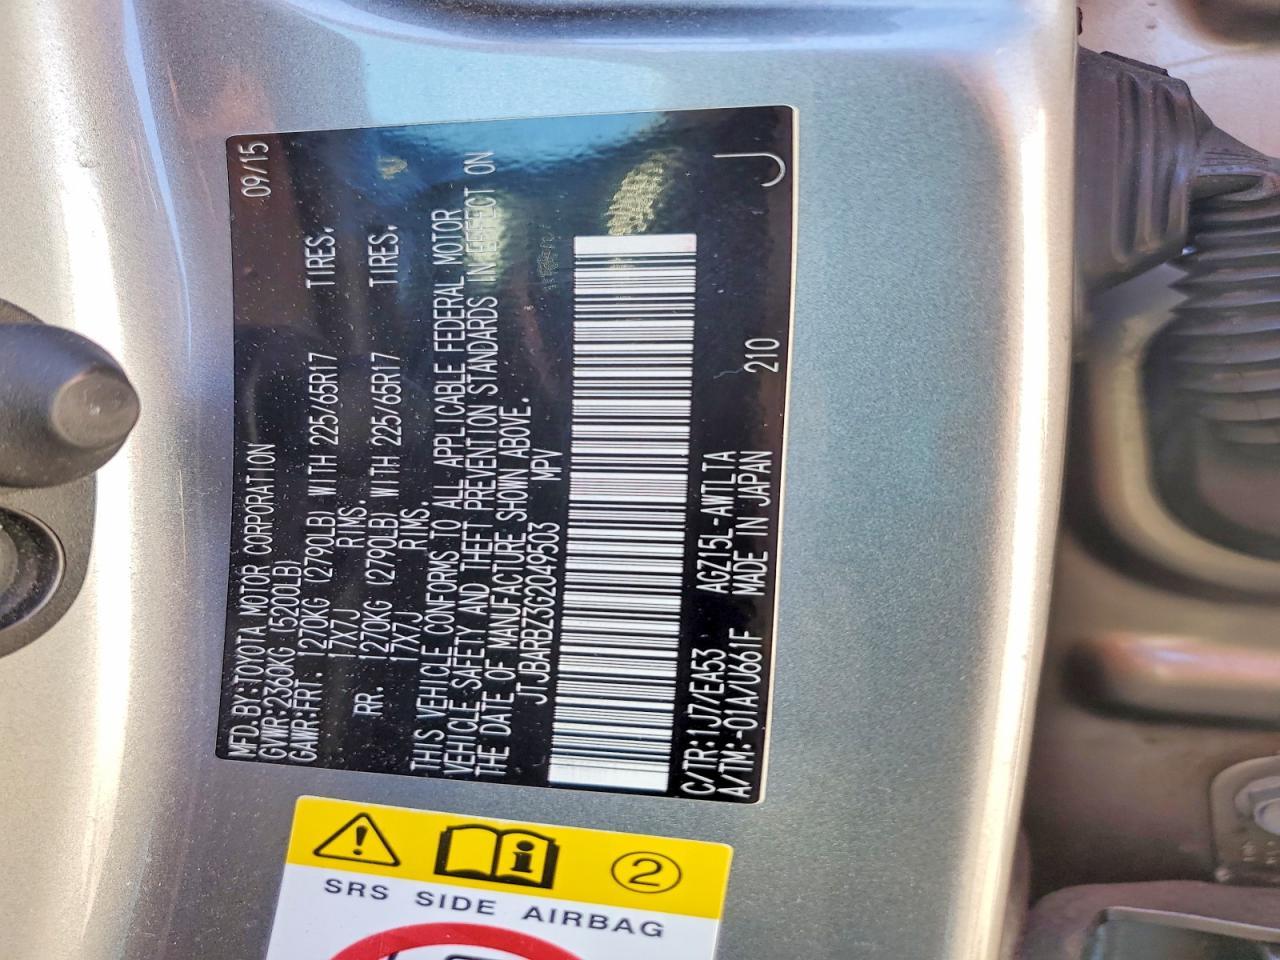 MFD. BY: TOYOTA MOTOR CORPORATION 09/15
GVWR: 2360KG (5200LB)
GAWR: FRT. 1270KG (2790LB) WITH 225/65R17 TIRES.
17X7J RIMS.
RR. 1270KG (2790LB) WITH 225/65R17 TIRES.
17X7J RIMS.
THIS VEHICLE CONFORMS TO ALL APPLICABLE FEDERAL MOTOR
VEHICLE SAFETY AND THEFT PREVENTION STANDARDS IN EFFECT ON
THE DATE OF MANUFACTURE SHOWN ABOVE.
JTJBARBZ3G2049503 MPV
C/TR: 1J7/EA53 AGZ15L-AWTLTA
A/TM: -01A/U661F MADE IN JAPAN 210 J
2
SRS SIDE AIRBAG